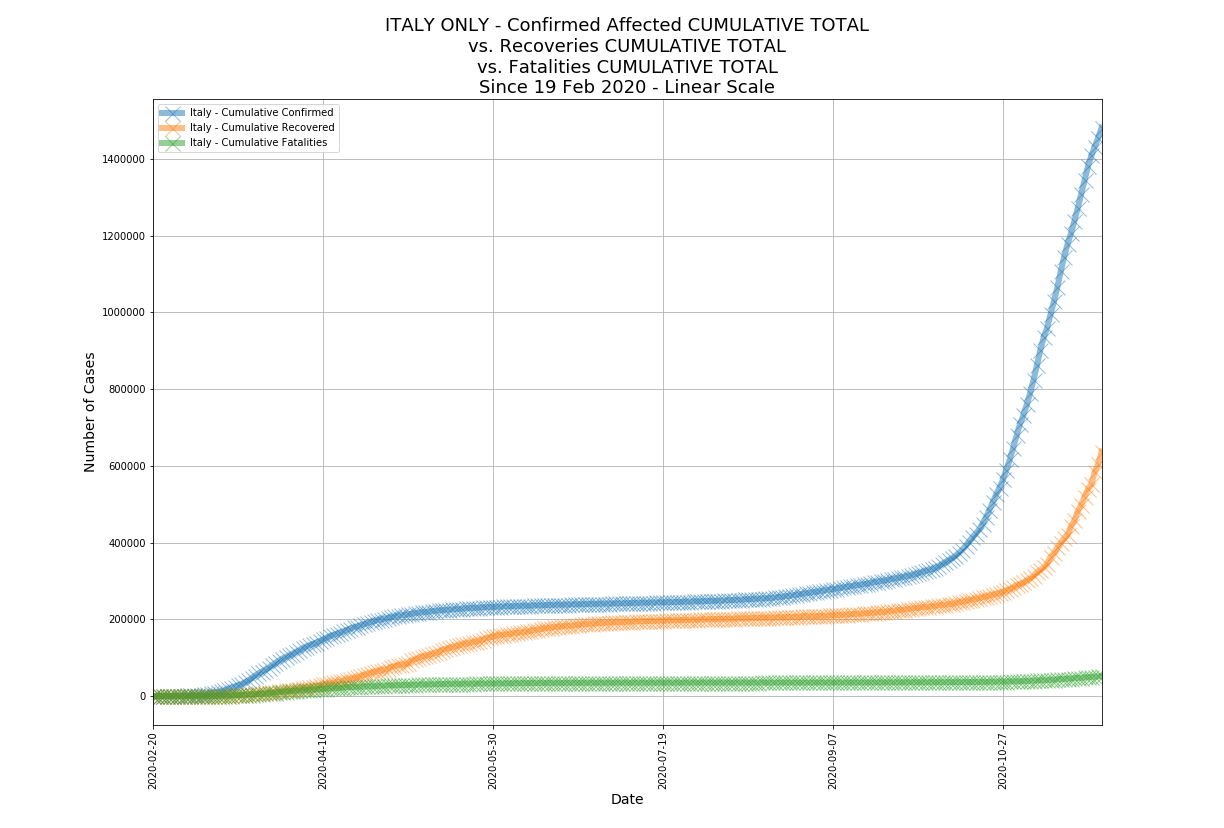 ITALY ONLY - Confirmed Affected CUMULATIVE TOTAL
vs. Recoveries CUMULATIVE TOTAL
vs. Fatalities CUMULATIVE TOTAL
Since 19 Feb 2020 - Linear Scale
Italy - Cumulative Confirmed
Italy - Cumulative Recovered
Italy - Cumulative Fatalities
1400000
1200000
1000000
800000
600000
400000
200000
0
Number of Cases
2020-02-20
2020-04-10
2020-05-30
2020-07-19
2020-09-07
2020-10-27
Date